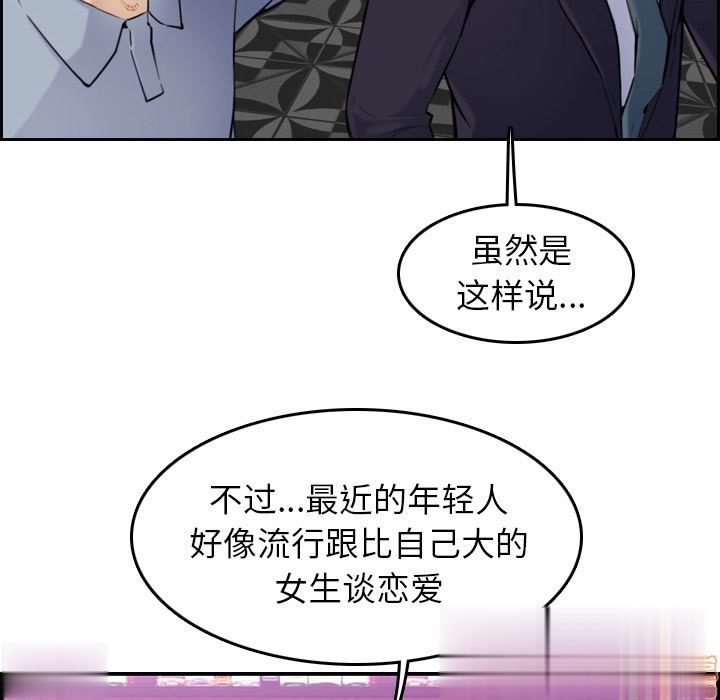 虽然是
这样说...
不过...最近的年轻人
好像流行跟比自己大的
女生谈恋爱